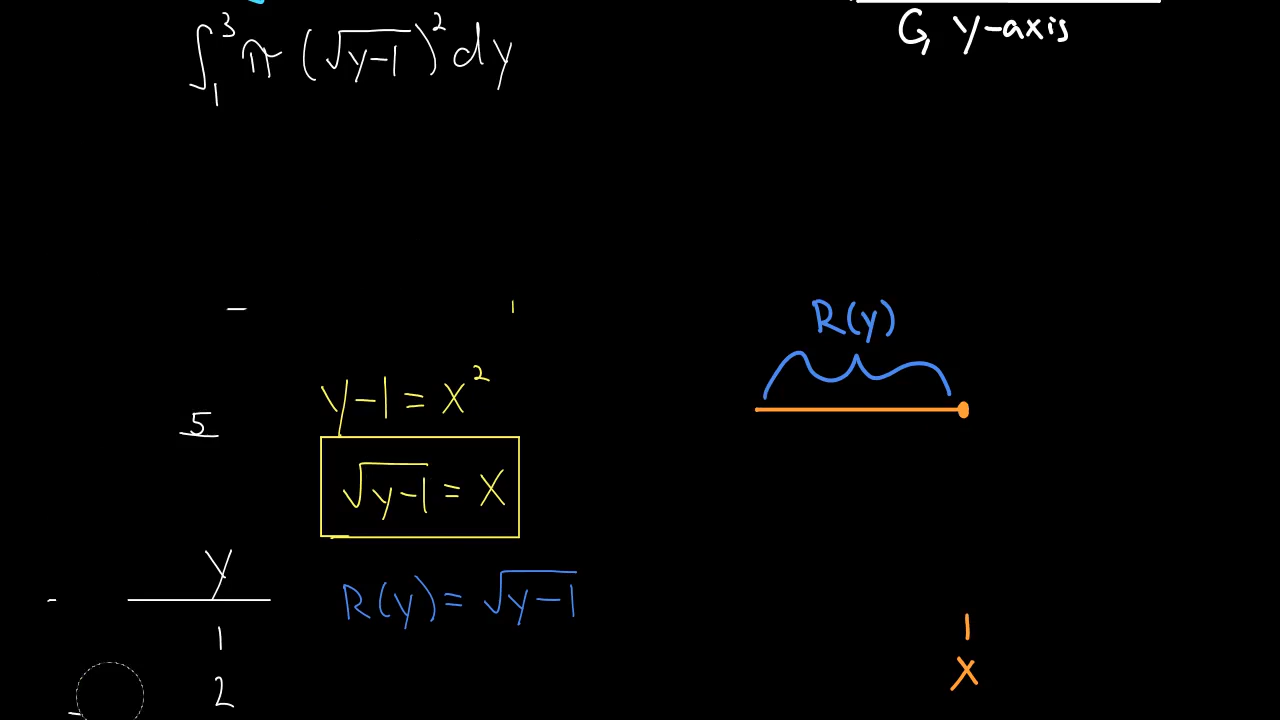 ∫₁³ π (√(y-1))² dy
G, y-axis
R(y)
y-1 = x²
5
√(y-1) = x
y
R(y) = √(y-1)
1
1
2
x